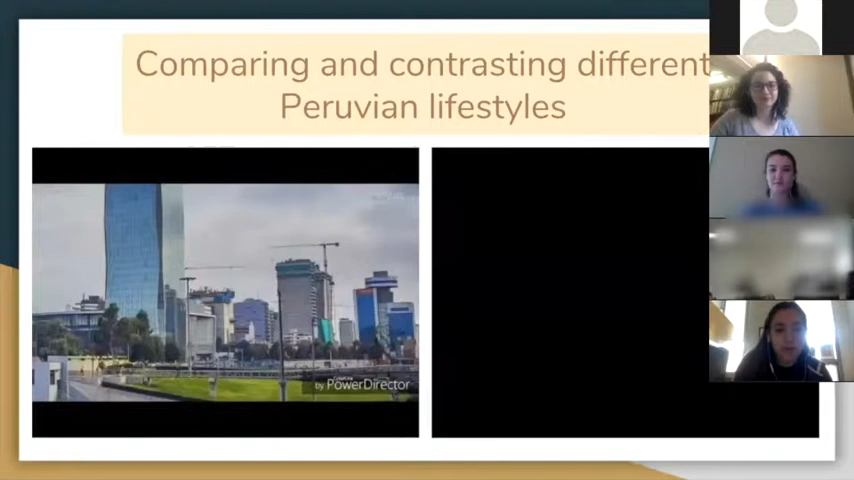 Comparing and contrasting different
Peruvian lifestyles
by PowerDirector